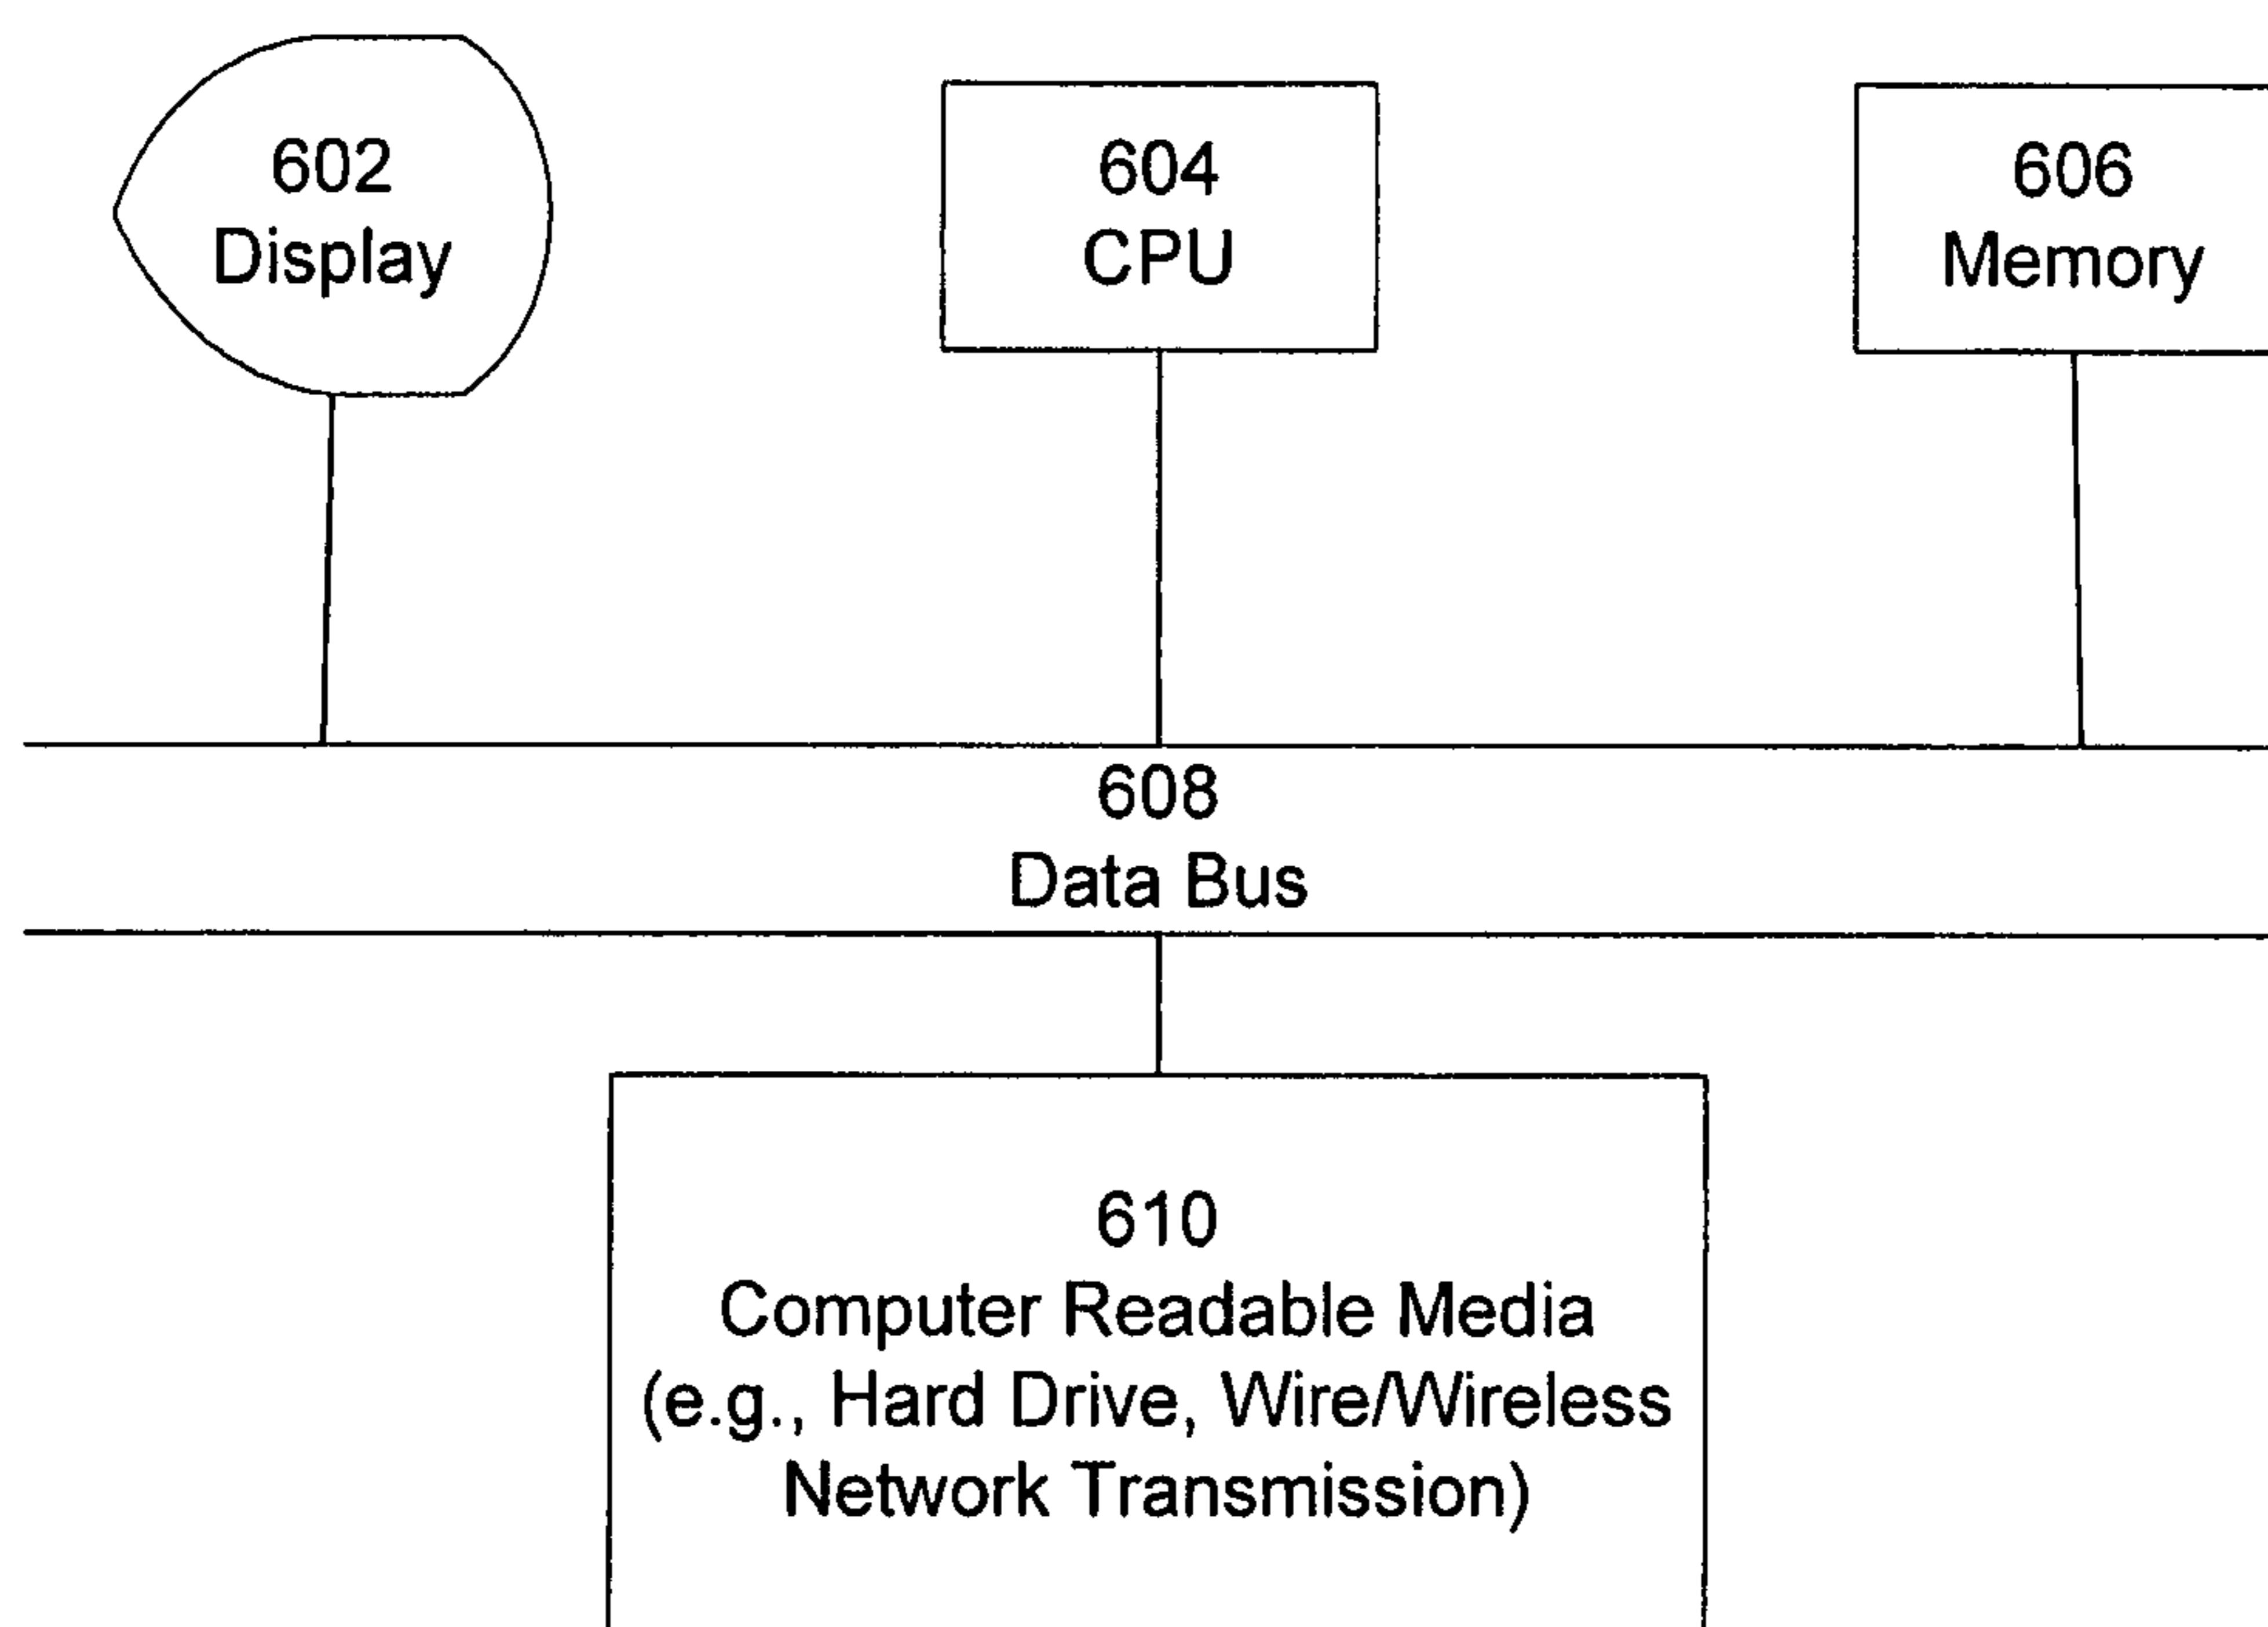 602
Display
604
CPU
606
Memory
608
Data Bus
610
Computer Readable Media
(e.g., Hard Drive, Wire/Wireless
Network Transmission)